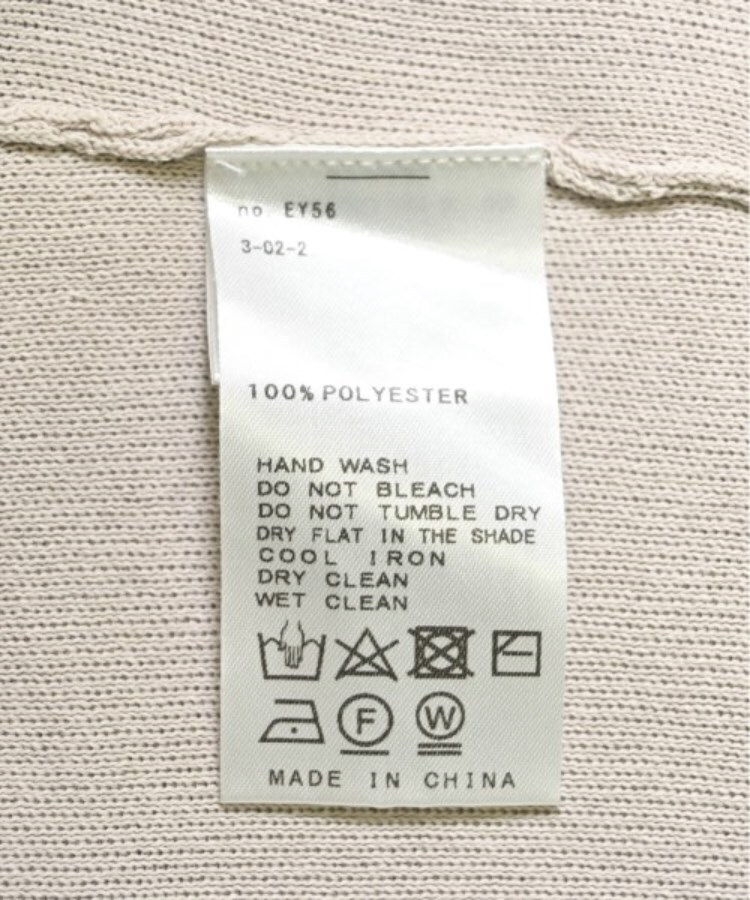 no. EY56
3-02-2
100% POLYESTER
HAND WASH
DO NOT BLEACH
DO NOT TUMBLE DRY
DRY FLAT IN THE SHADE
COOL IRON
DRY CLEAN
WET CLEAN
F W
MADE IN CHINA